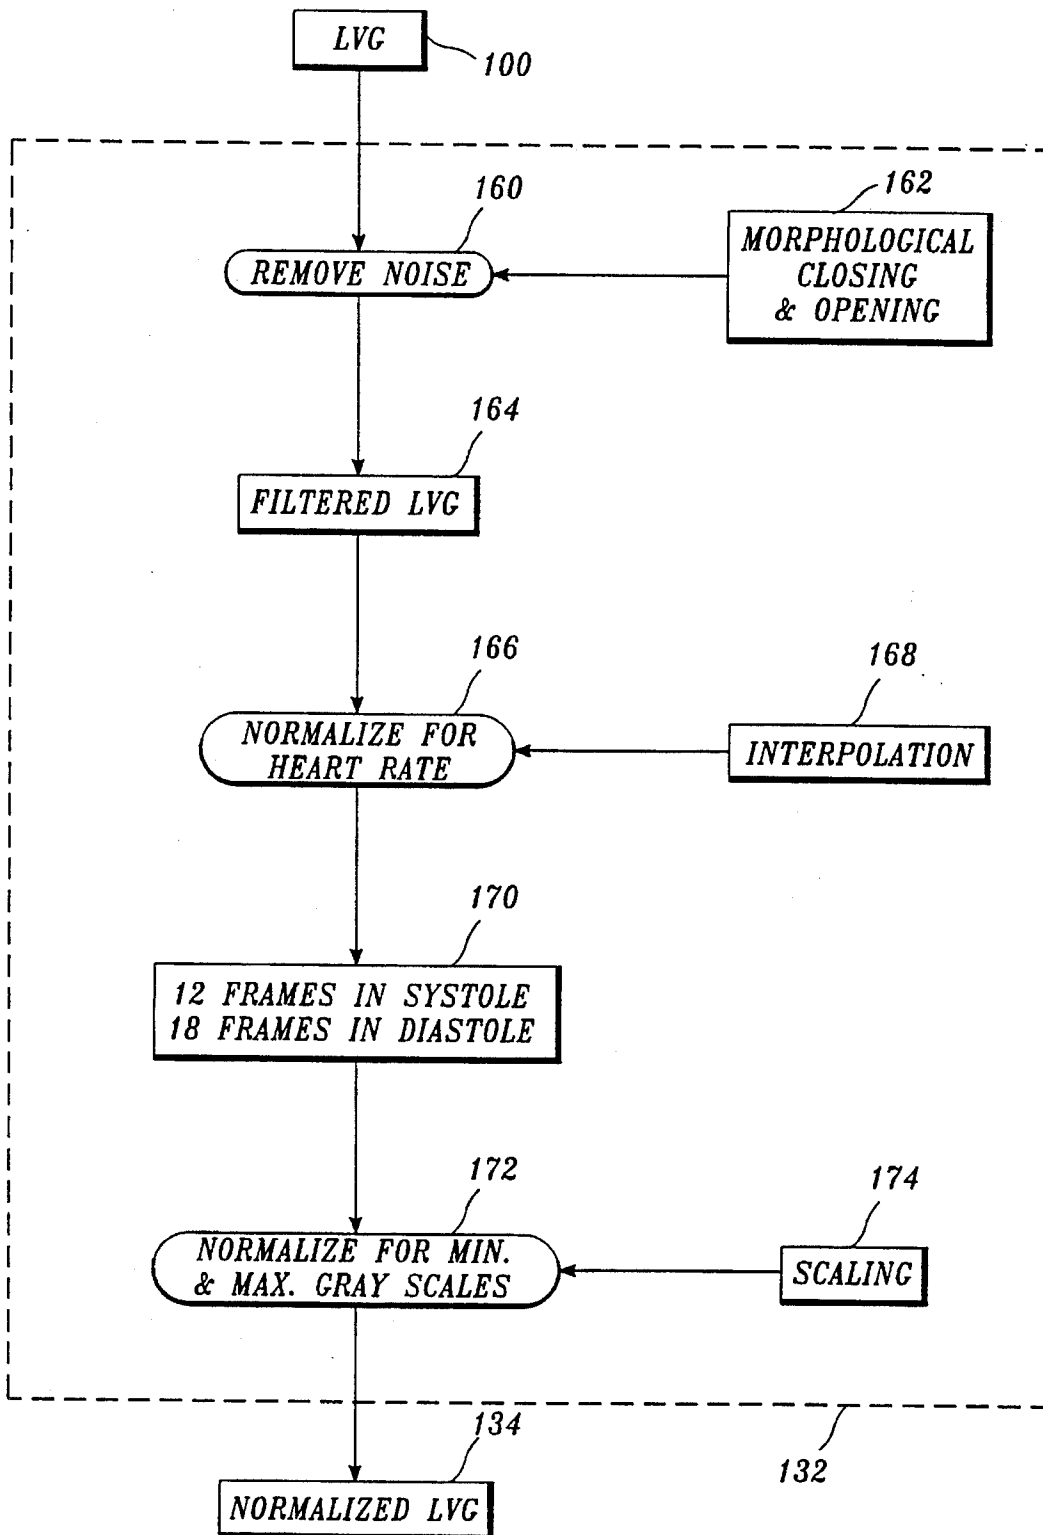 LVG
100
160
162
REMOVE NOISE
MORPHOLOGICAL
CLOSING
& OPENING
164
FILTERED LVG
166
168
NORMALIZE FOR
HEART RATE
INTERPOLATION
170
12 FRAMES IN SYSTOLE
18 FRAMES IN DIASTOLE
172
174
NORMALIZE FOR MIN.
& MAX. GRAY SCALES
SCALING
134
132
NORMALIZED LVG